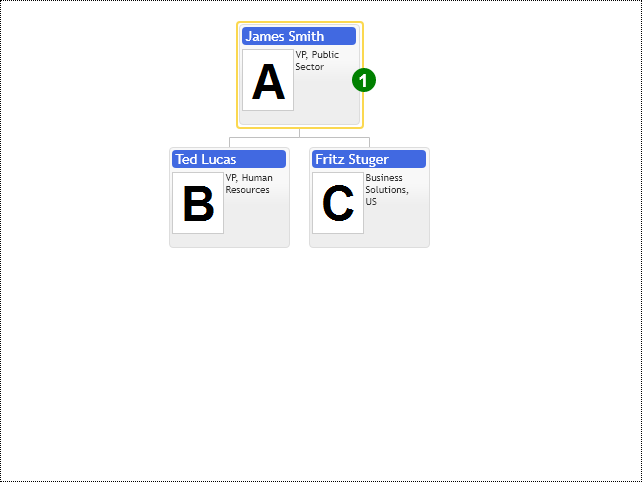 James Smith
VP, Public
Sector
A
1
Ted Lucas
VP, Human
Resources
B
Fritz Stuger
Business
Solutions,
US
C